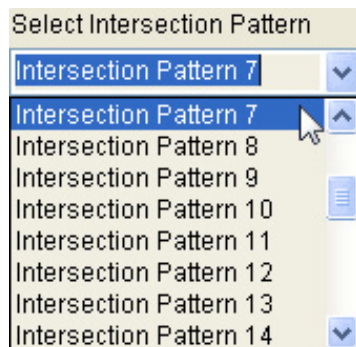 Select Intersection Pattern
Intersection Pattern 7
Intersection Pattern 7
Intersection Pattern 8
Intersection Pattern 9
Intersection Pattern 10
Intersection Pattern 11
Intersection Pattern 12
Intersection Pattern 13
Intersection Pattern 14